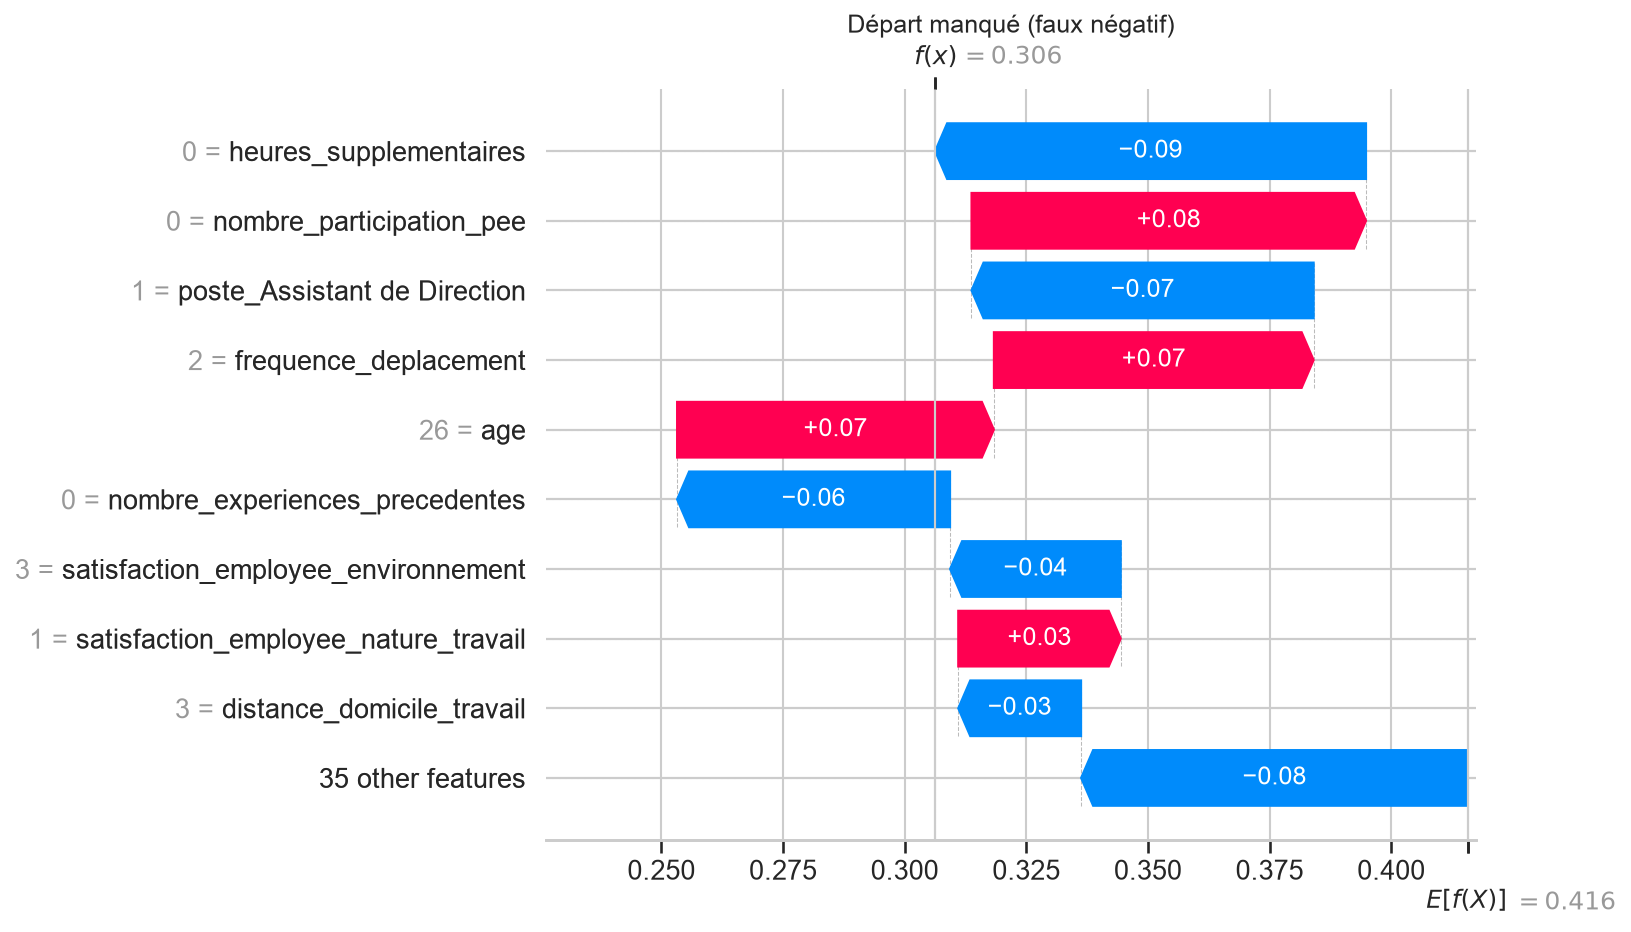 Départ manqué (faux négatif)
f(x) = 0.306
0 = heures_supplementaires
−0.09
0 = nombre_participation_pee
+0.08
1 = poste_Assistant de Direction
−0.07
2 = frequence_deplacement
+0.07
26 = age
+0.07
0 = nombre_experiences_precedentes
−0.06
3 = satisfaction_employee_environnement
−0.04
1 = satisfaction_employee_nature_travail
+0.03
3 = distance_domicile_travail
−0.03
35 other features
−0.08
0.250 0.275 0.300 0.325 0.350 0.375 0.400
E[f(X)] = 0.416